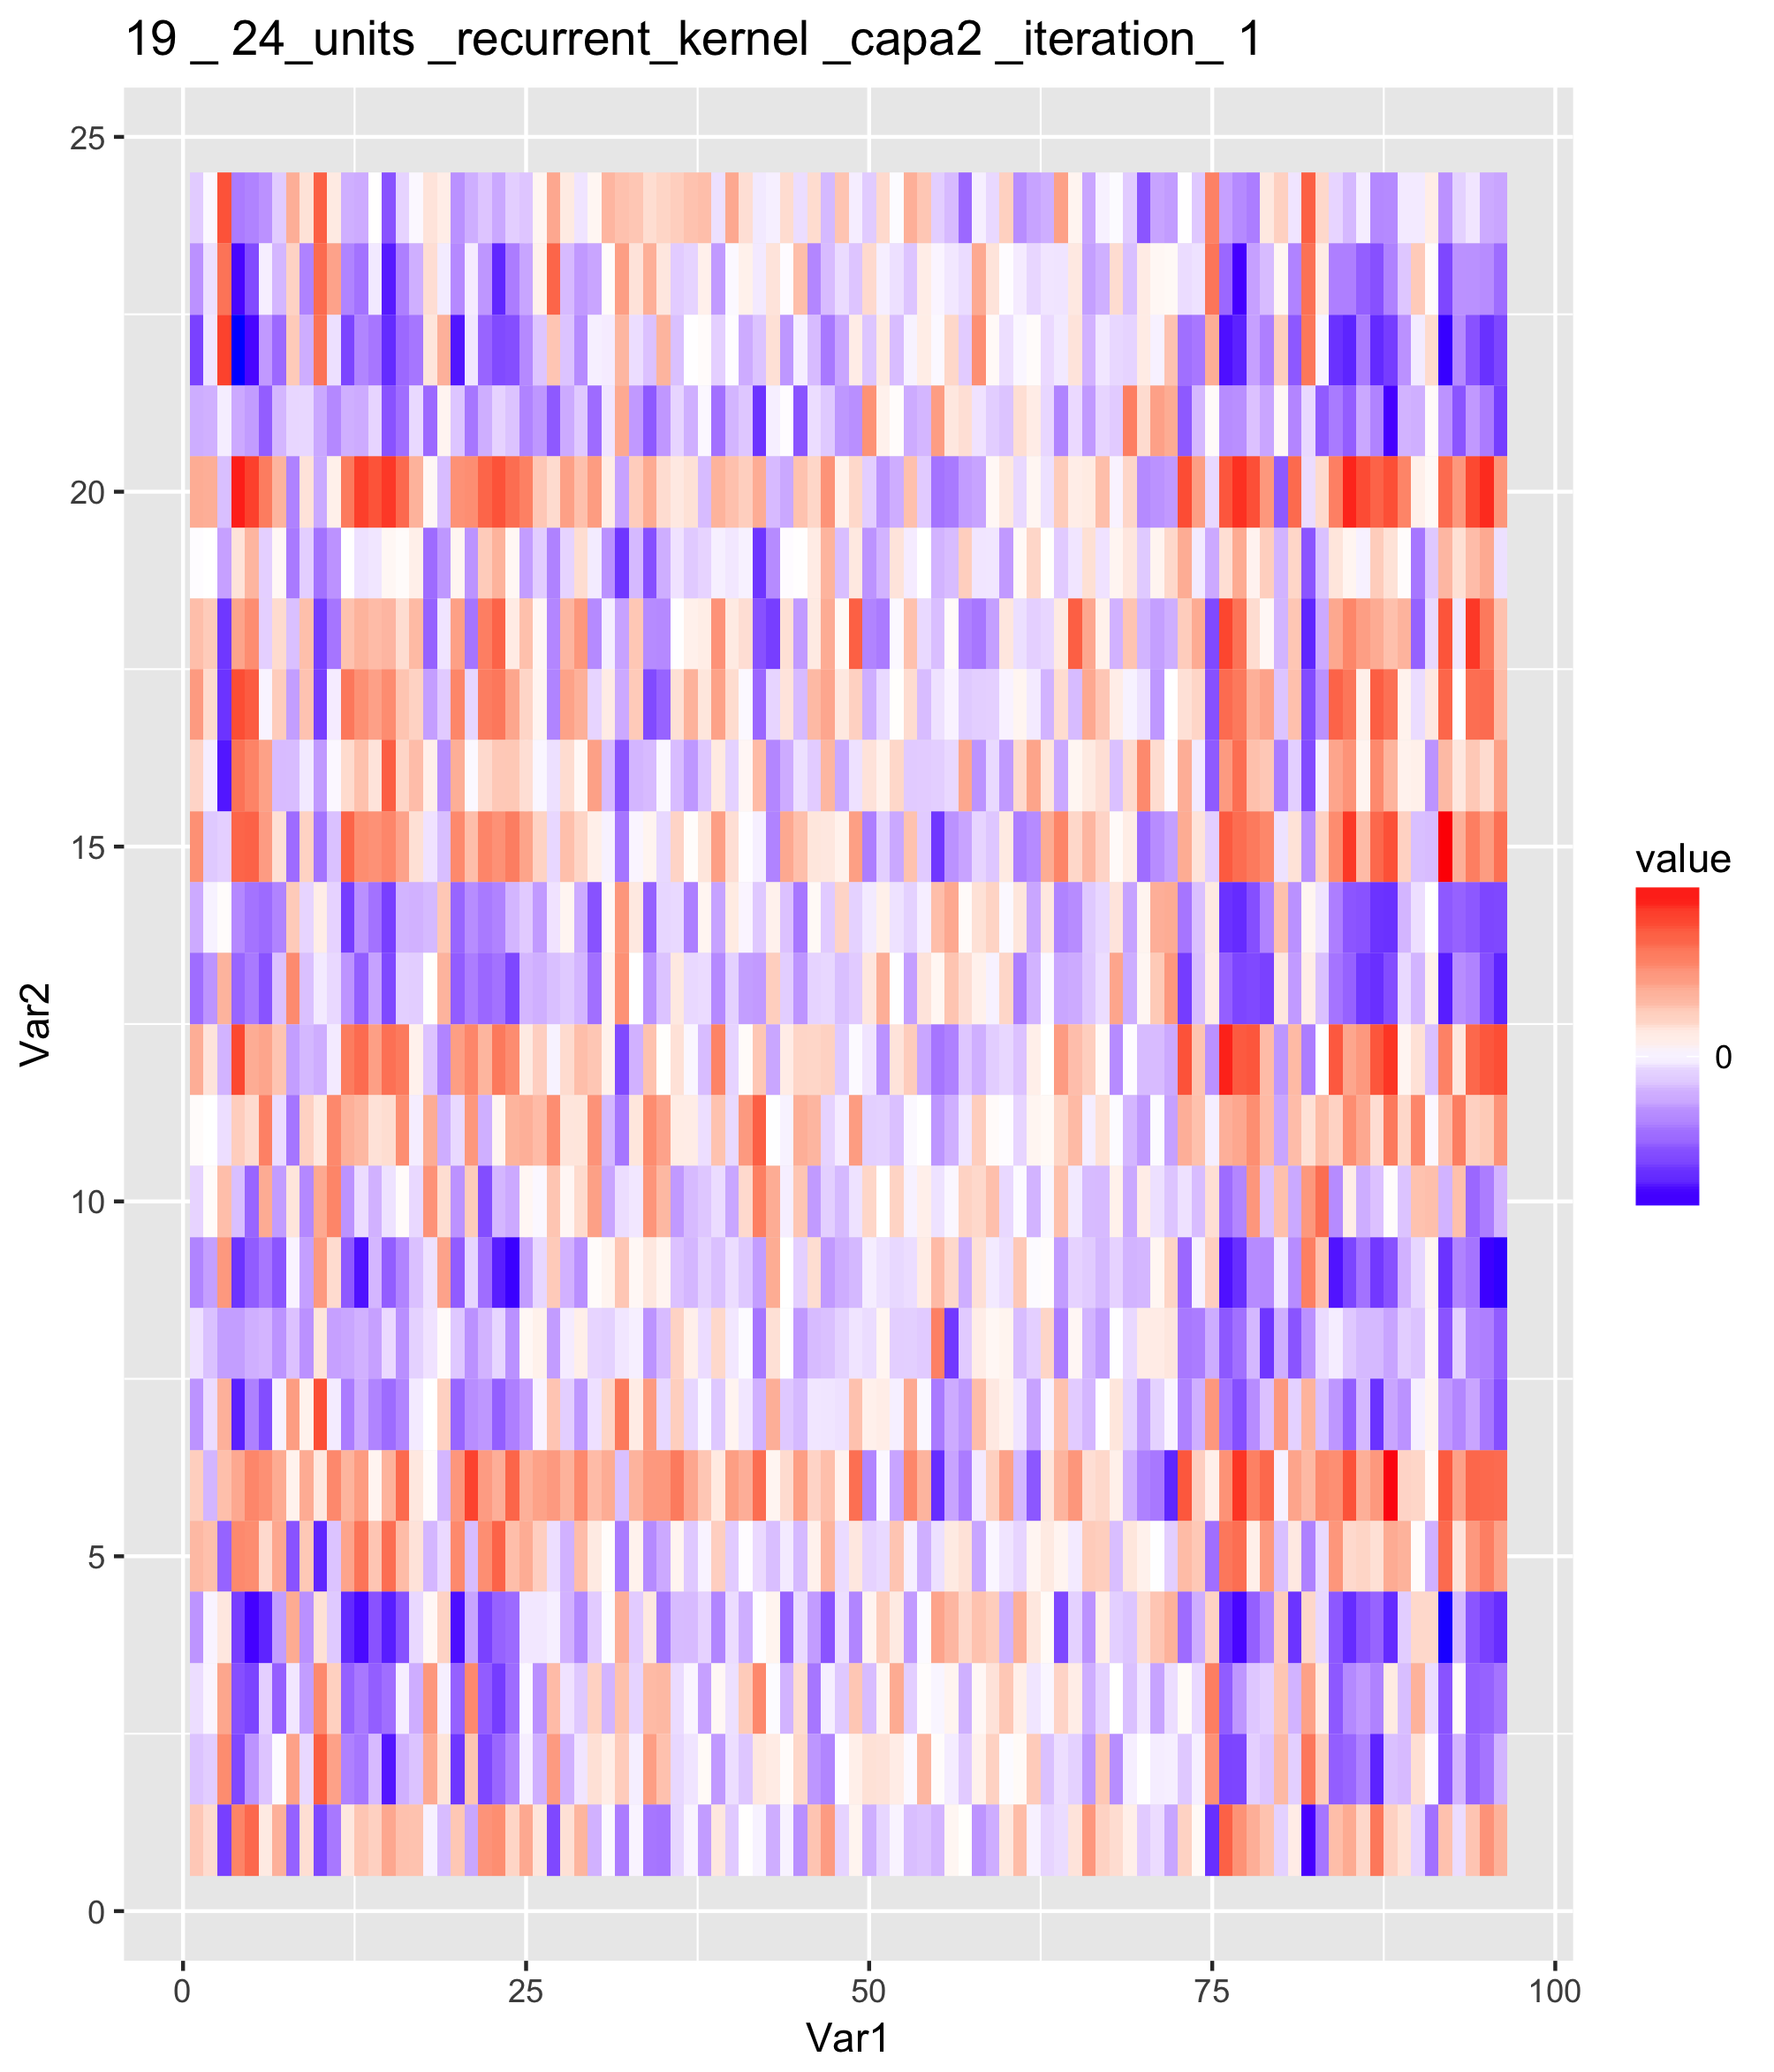 19 _ 24_units _recurrent_kernel _capa2 _iteration_ 1
25
20
15
10
5
0
Var2
0 25 50 75 100
Var1
value
0